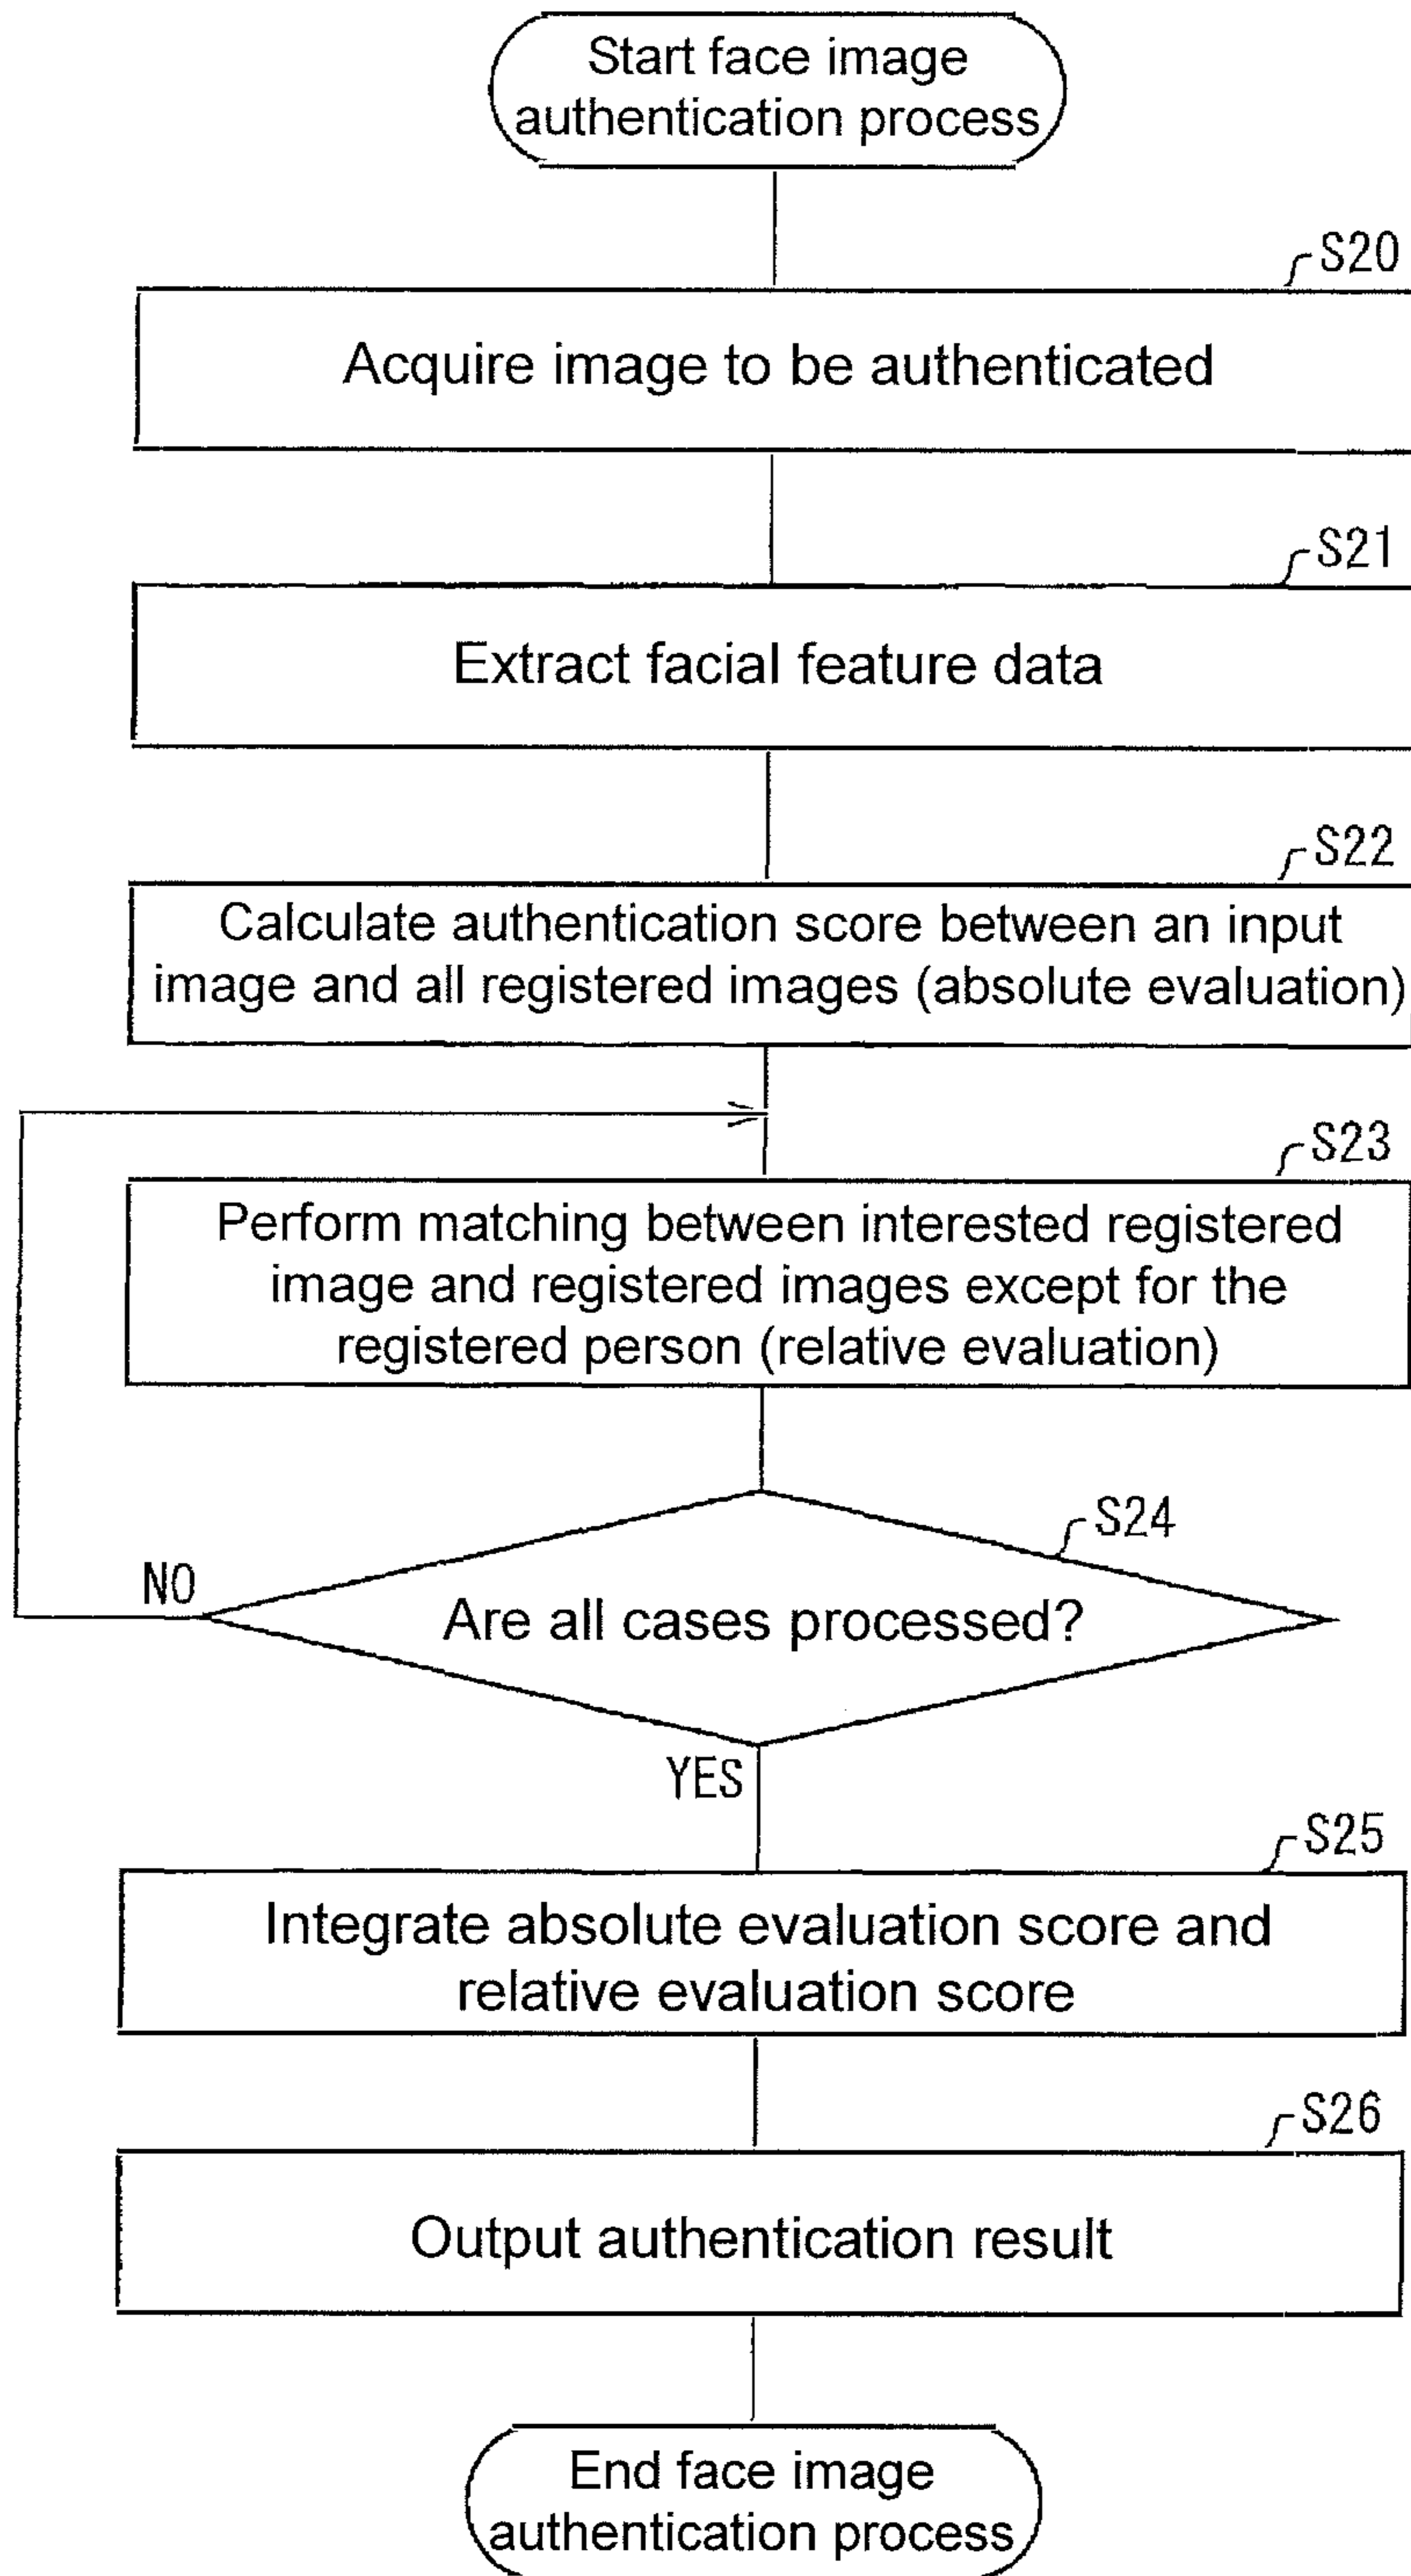 Start face image
authentication process
S20
Acquire image to be authenticated
S21
Extract facial feature data
S22
Calculate authentication score between an input
image and all registered images (absolute evaluation)
S23
Perform matching between interested registered
image and registered images except for the
registered person (relative evaluation)
S24
NO
Are all cases processed?
YES
S25
Integrate absolute evaluation score and
relative evaluation score
S26
Output authentication result
End face image
authentication process